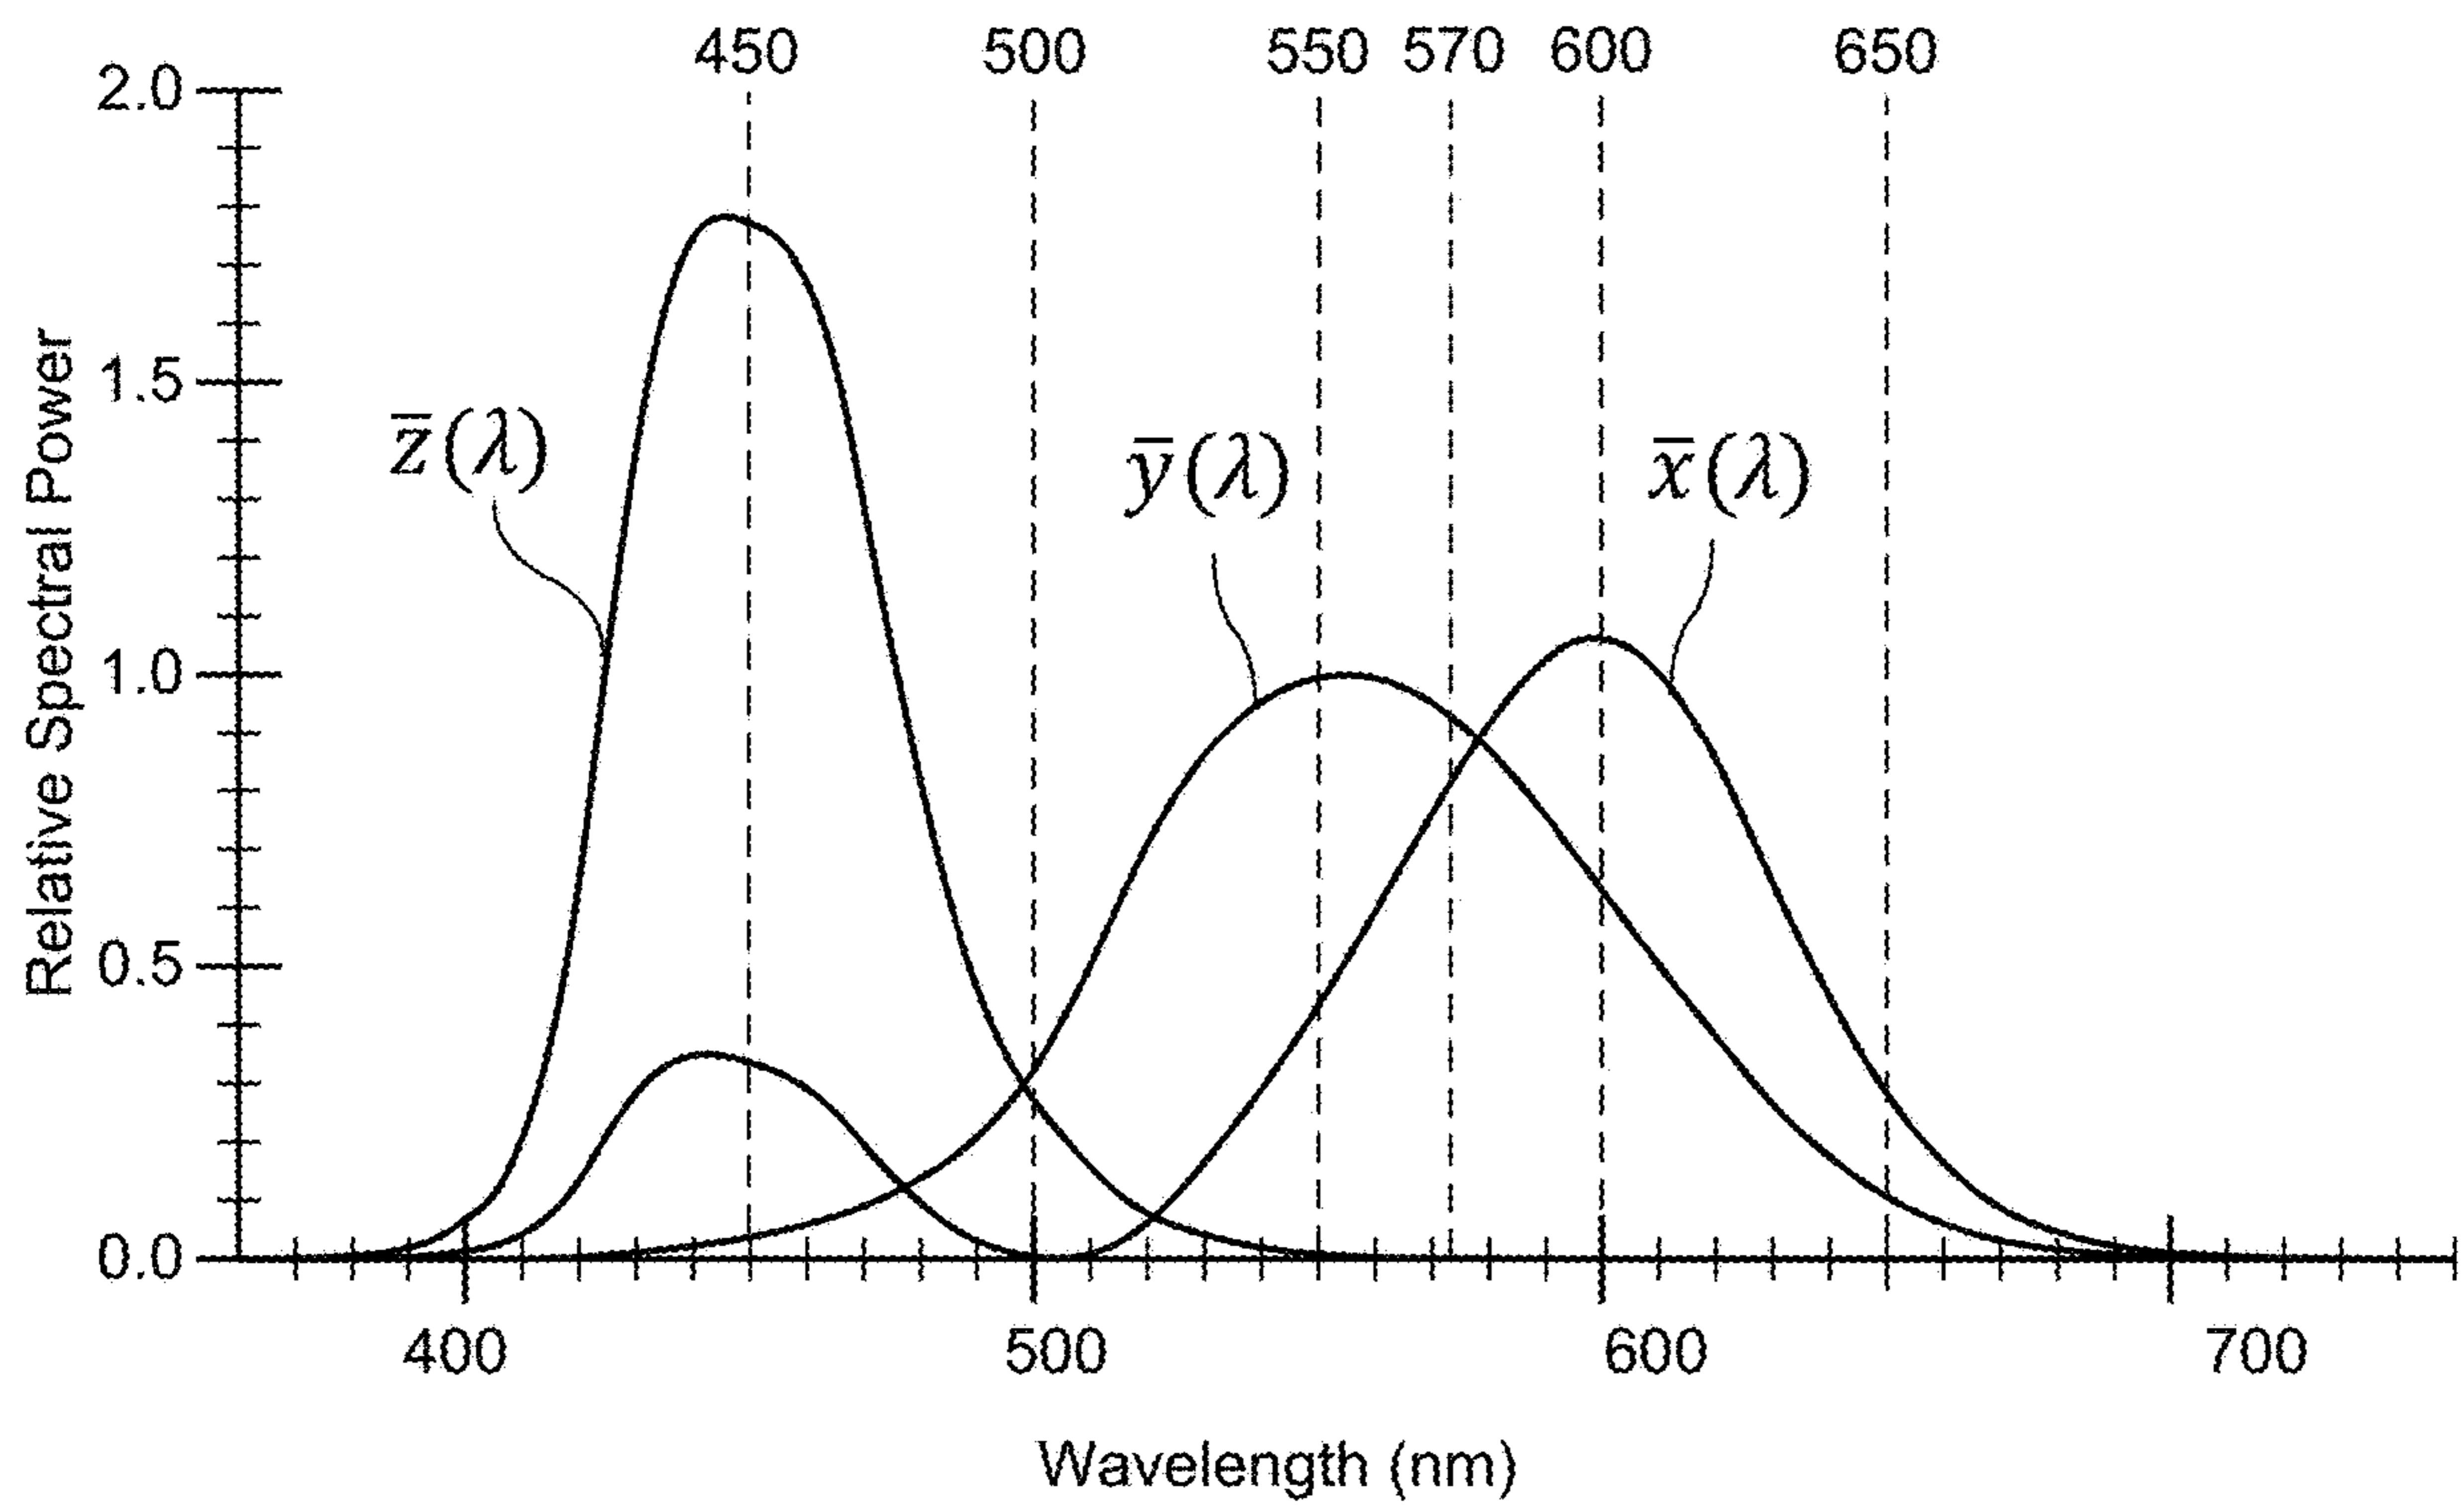 450 500 550 570 600 650
2.0
1.5
1.0
0.5
0.0
Relative Spectral Power
z̅(λ)
y̅(λ)
x̅(λ)
400 500 600 700
Wavelength (nm)